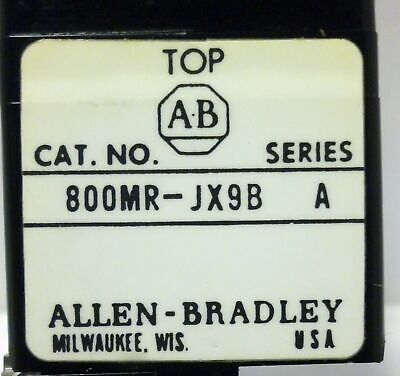 TOP
A·B
CAT. NO. SERIES
800MR-JX9B A
ALLEN-BRADLEY
MILWAUKEE, WIS. USA